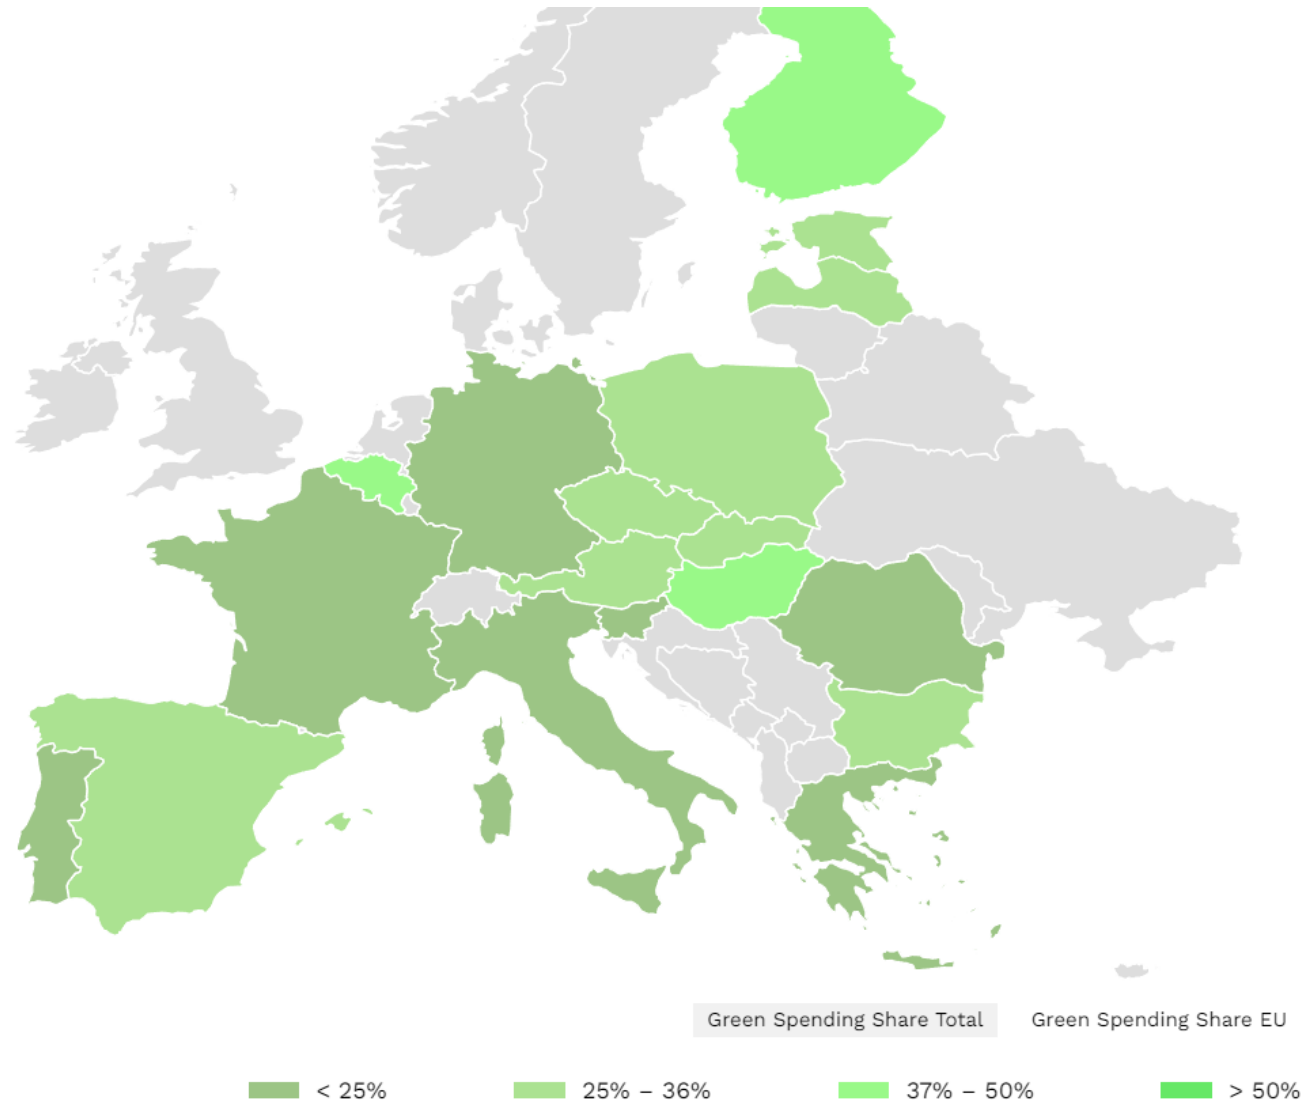 Green Spending Share Total Green Spending Share EU
< 25% 25% – 36% 37% – 50% > 50%